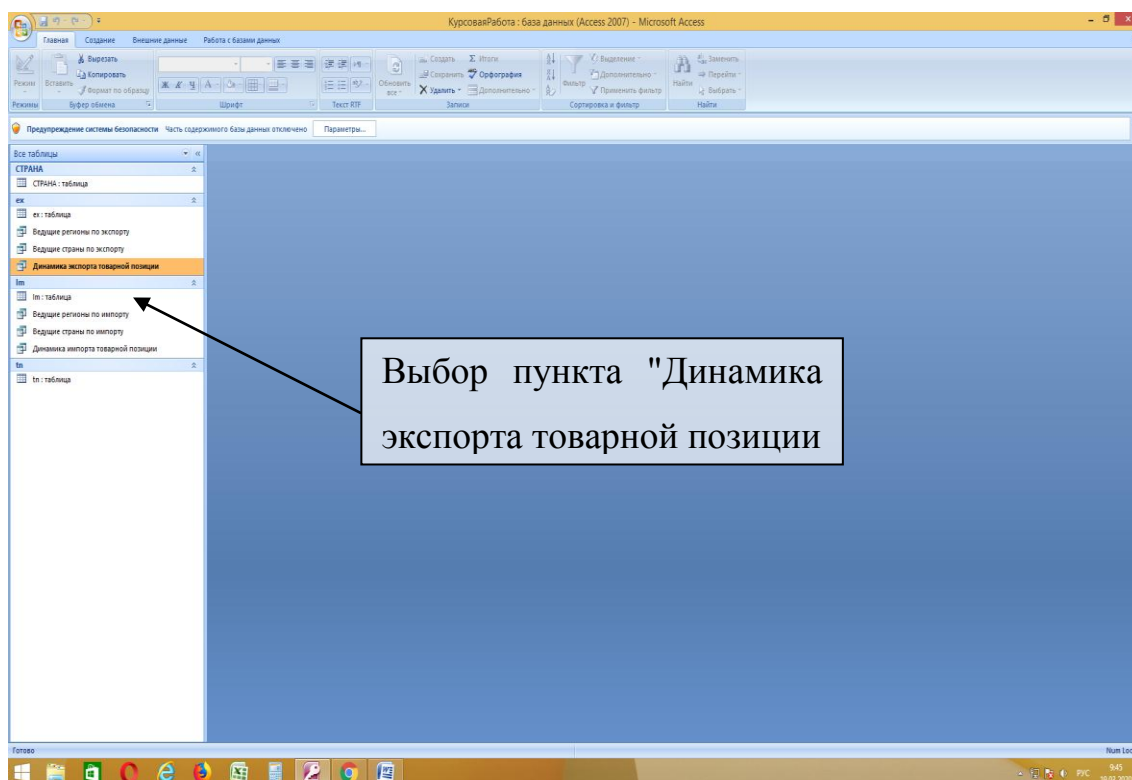 КурсоваяРабота : база данных (Access 2007) - Microsoft Access
Главная Создание Внешние данные Работа с базами данных
Режим
Вставить
Вырезать
Копировать
Формат по образцу
Обновить все
Создать
Сохранить
Удалить
Итоги
Орфография
Дополнительно
Фильтр
Выделение
Дополнительно
Применить фильтр
Найти
Заменить
Перейти
Выбрать
Режимы Буфер обмена Шрифт Текст RTF Записи Сортировка и фильтр Найти
Предупреждение системы безопасности Часть содержимого базы данных отключено Параметры...
Все таблицы
СТРАНА
СТРАНА : таблица
ex
ex : таблица
Ведущие регионы по экспорту
Ведущие страны по экспорту
Динамика экспорта товарной позиции
Im
Im : таблица
Ведущие регионы по импорту
Ведущие страны по импорту
Динамика импорта товарной позиции
tn
tn : таблица
Выбор пункта "Динамика
экспорта товарной позиции
Готово
Num Loc
РУС
9:45